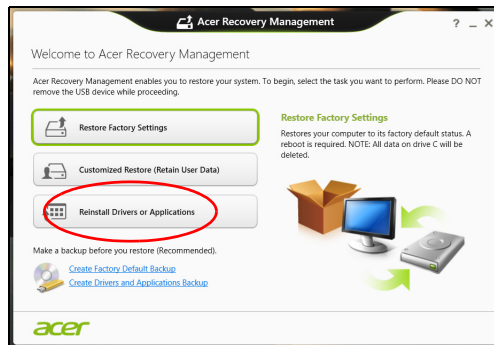 Acer Recovery Management
? _ X
Welcome to Acer Recovery Management
Acer Recovery Management enables you to restore your system. To begin, select the task you want to perform. Please DO NOT
remove the USB device while proceeding.
Restore Factory Settings
Customized Restore (Retain User Data)
Reinstall Drivers or Applications
Restore Factory Settings
Restores your computer to its factory default status. A
reboot is required. NOTE: All data on drive C will be
deleted.
Make a backup before you restore (Recommended).
Create Factory Default Backup
Create Drivers and Applications Backup
acer